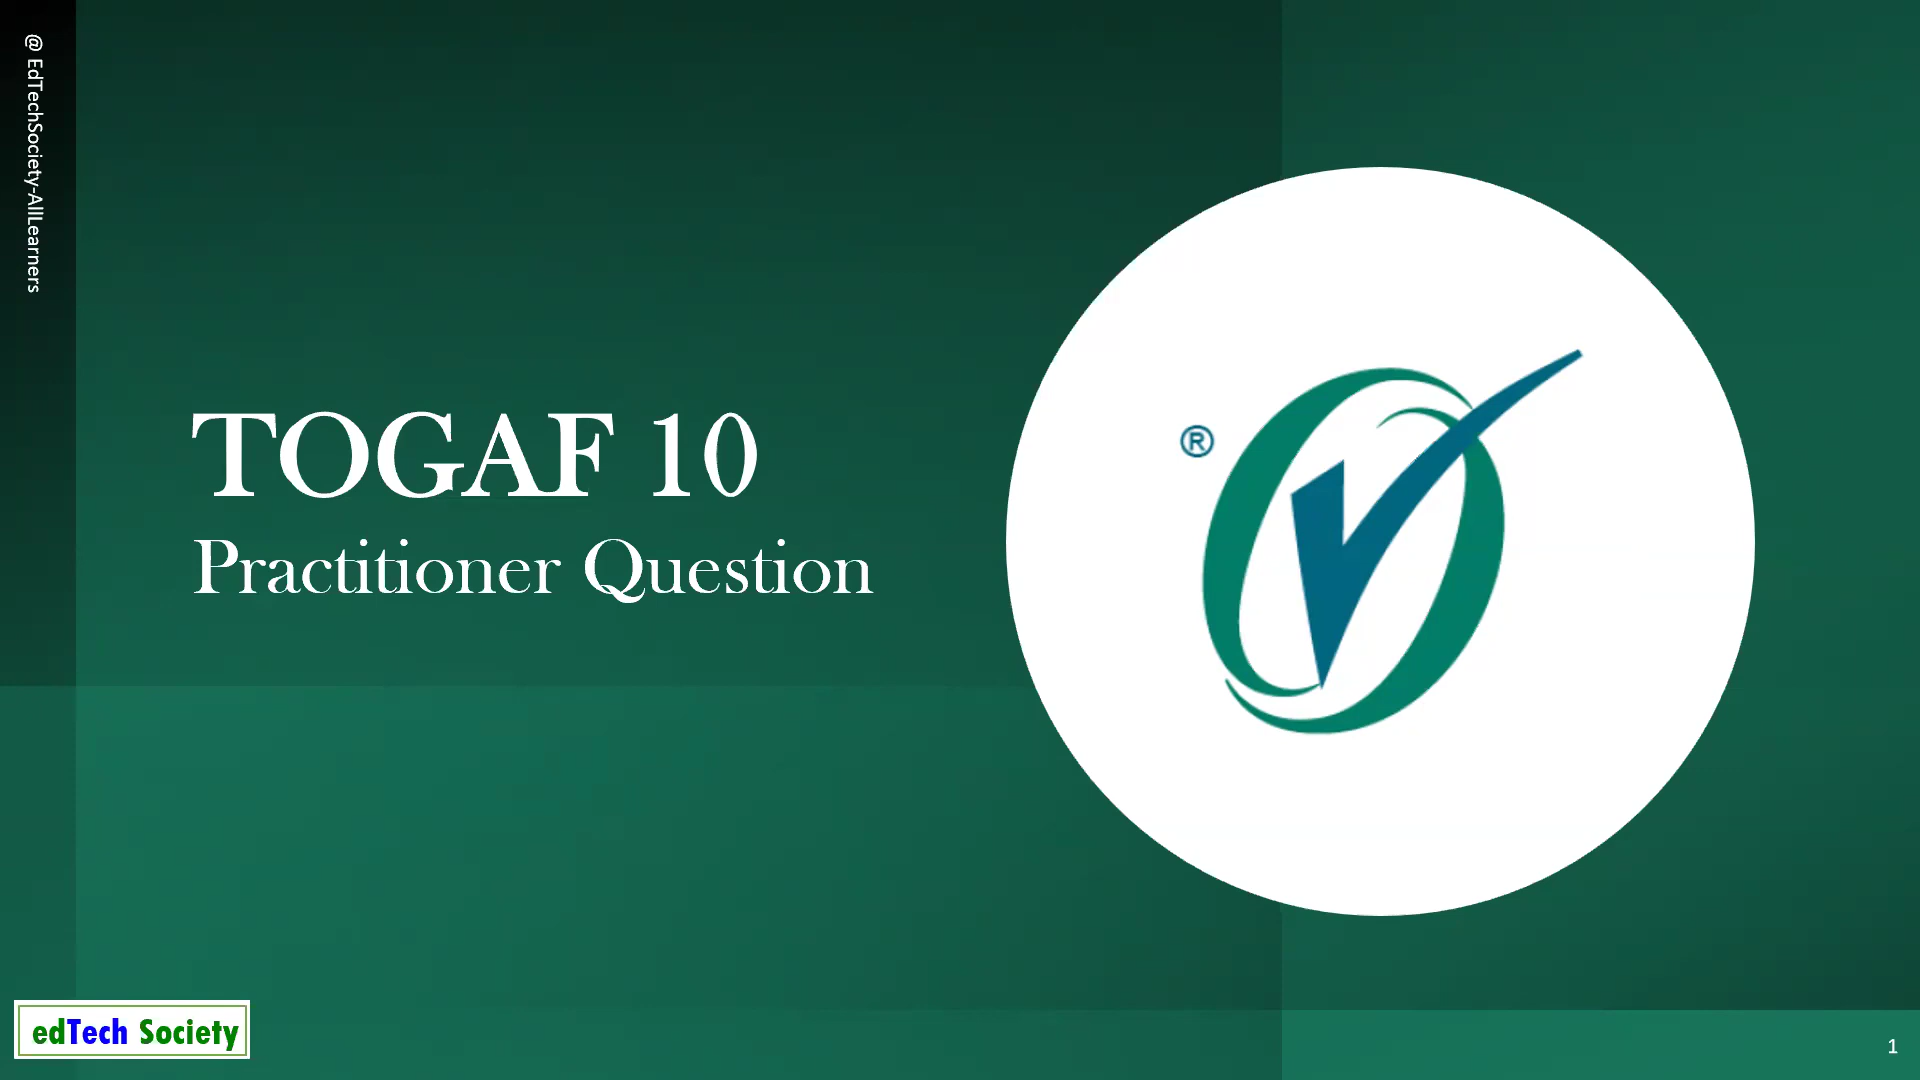 @ EdTechSociety-AllLearners
TOGAF 10
Practitioner Question
®
edTech Society
1